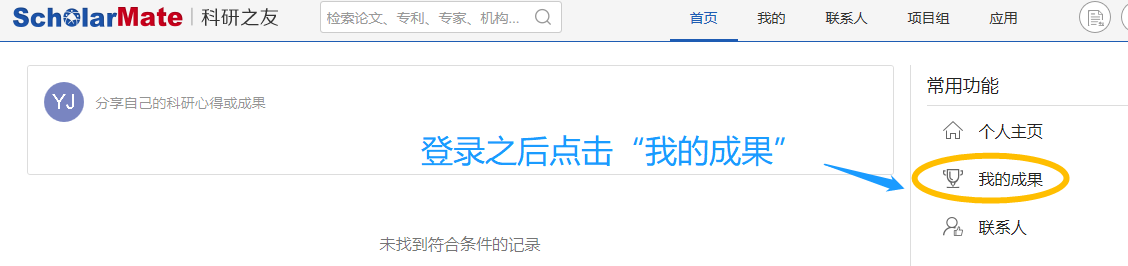 ScholarMate | 科研之友
检索论文、专利、专家、机构...
首页 我的 联系人 项目组 应用
YJ 分享自己的科研心得或成果
常用功能
个人主页
登录之后点击“我的成果”
我的成果
联系人
未找到符合条件的记录